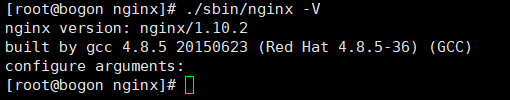 [root@bogon nginx]# ./sbin/nginx -V
nginx version: nginx/1.10.2
built by gcc 4.8.5 20150623 (Red Hat 4.8.5-36) (GCC)
configure arguments:
[root@bogon nginx]#